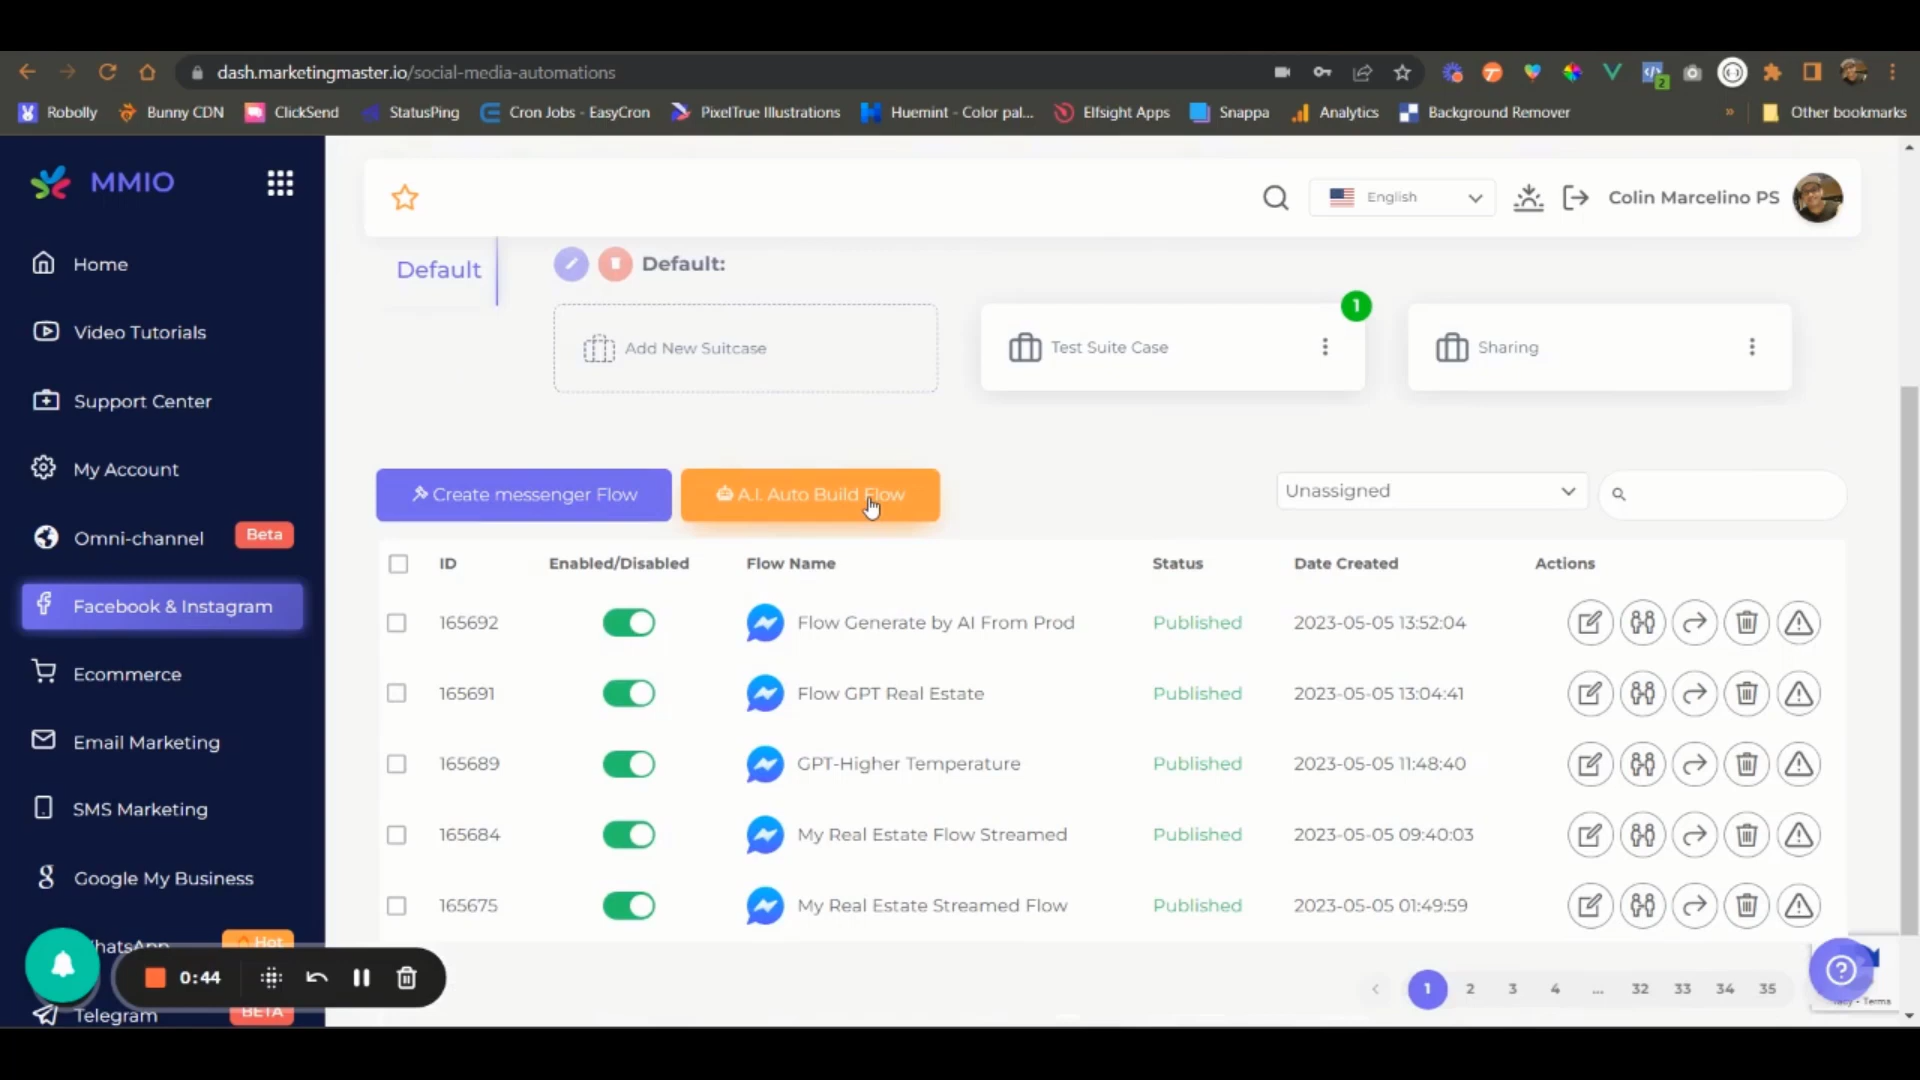 dash.marketingmaster.io/social-media-automations
2
Robolly Bunny CDN ClickSend StatusPing Cron Jobs - EasyCron PixelTrue Illustrations Huemint - Color pal... Elfsight Apps Snappa Analytics Background Remover » Other bookmarks
MMIO
English Colin Marcelino PS
Home
Video Tutorials
Support Center
My Account
Omni-channel Beta
Facebook & Instagram
Ecommerce
Email Marketing
SMS Marketing
Google My Business
WhatsApp Hot
Telegram BETA
0:44
Default
Default:
Add New Suitcase
Test Suite Case
1
Sharing
Create messenger Flow
A.I. Auto Build Flow
Unassigned
ID Enabled/Disabled Flow Name Status Date Created Actions
165692 Flow Generate by AI From Prod Published 2023-05-05 13:52:04
165691 Flow GPT Real Estate Published 2023-05-05 13:04:41
165689 GPT-Higher Temperature Published 2023-05-05 11:48:40
165684 My Real Estate Flow Streamed Published 2023-05-05 09:40:03
165675 My Real Estate Streamed Flow Published 2023-05-05 01:49:59
< 1 2 3 4 ... 32 33 34 35
- Terms